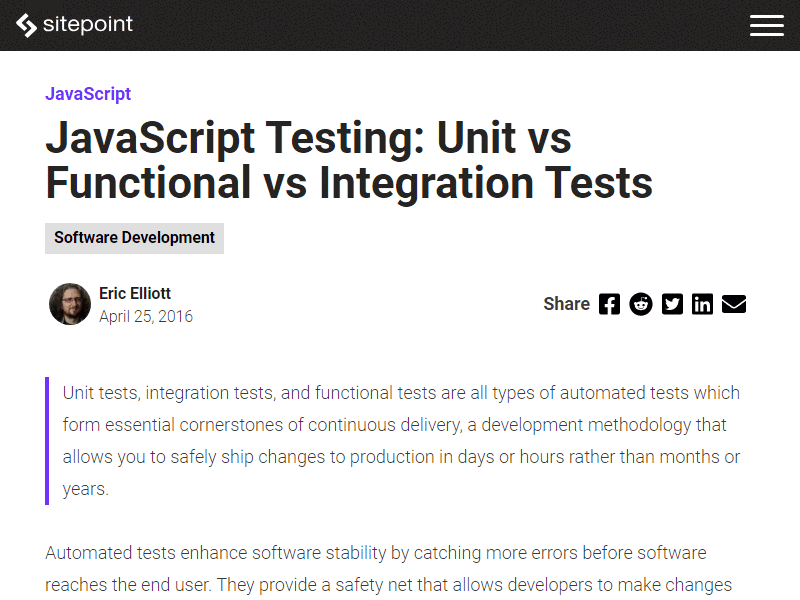 sitepoint
JavaScript
JavaScript Testing: Unit vs
Functional vs Integration Tests
Software Development
Eric Elliott
April 25, 2016
Share
Unit tests, integration tests, and functional tests are all types of automated tests which
form essential cornerstones of continuous delivery, a development methodology that
allows you to safely ship changes to production in days or hours rather than months or
years.
Automated tests enhance software stability by catching more errors before software
reaches the end user. They provide a safety net that allows developers to make changes